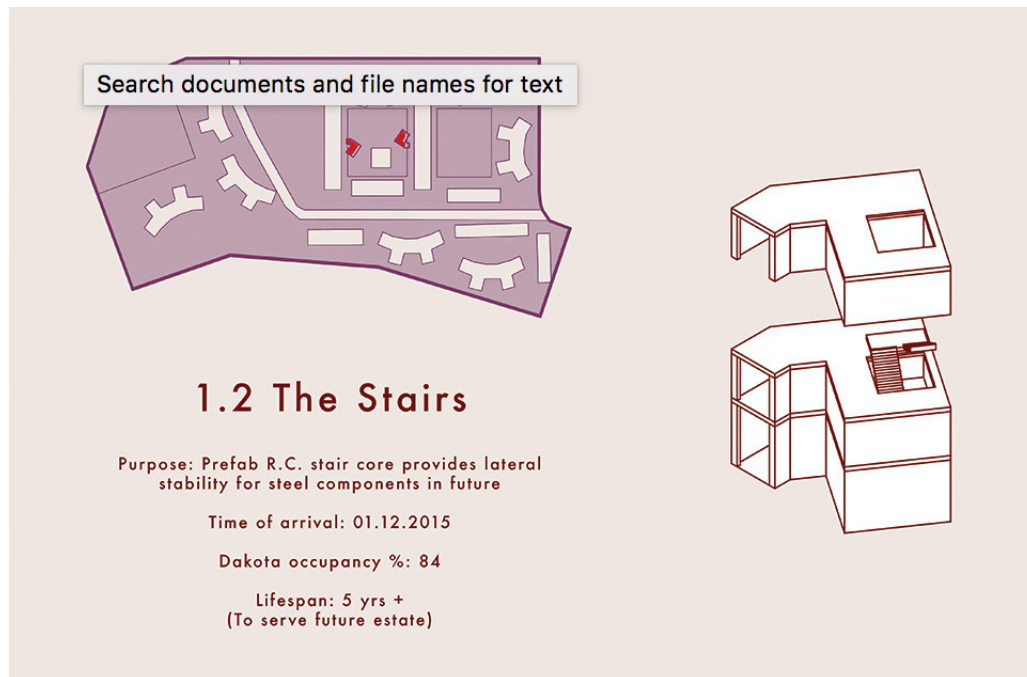 Search documents and file names for text
1.2 The Stairs
Purpose: Prefab R.C. stair core provides lateral
stability for steel components in future
Time of arrival: 01.12.2015
Dakota occupancy %: 84
Lifespan: 5 yrs +
(To serve future estate)